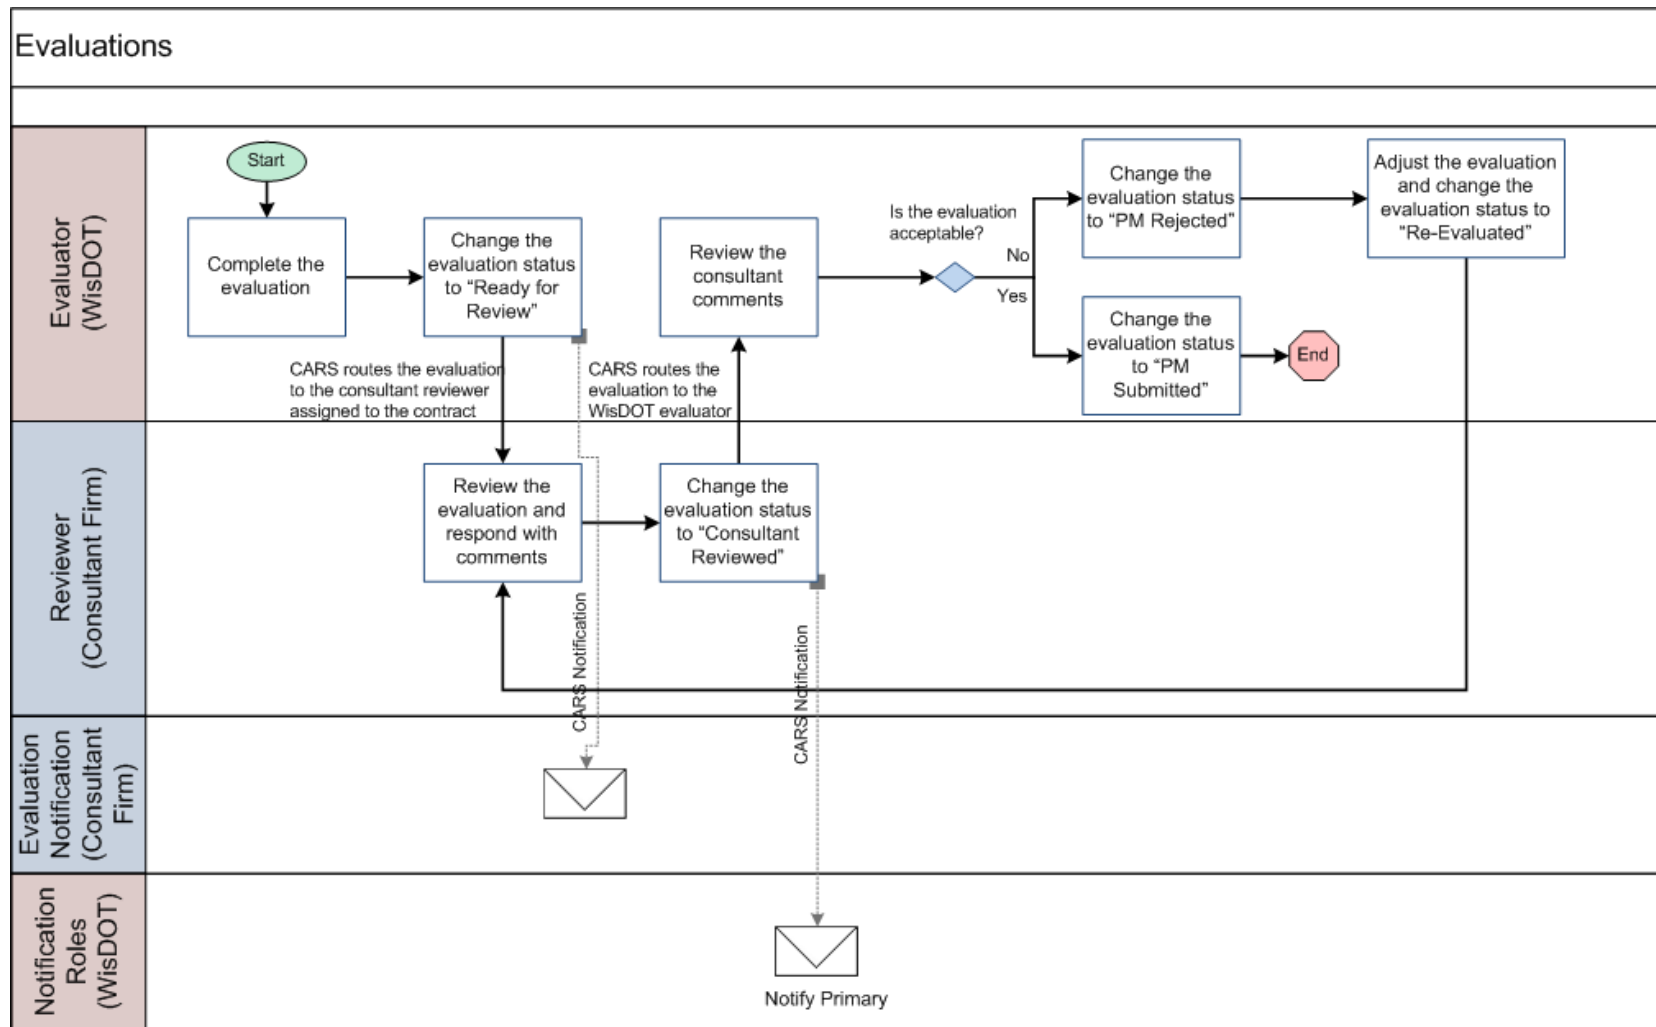 Evaluations
Evaluator
(WisDOT)
Start
Complete the
evaluation
Change the
evaluation status
to “Ready for
Review”
CARS routes the evaluation
to the consultant reviewer
assigned to the contract
Review the
consultant
comments
CARS routes the
evaluation to the
WisDOT evaluator
Is the evaluation
acceptable?
No
Yes
Change the
evaluation status
to “PM Rejected”
Adjust the evaluation
and change the
evaluation status to
“Re-Evaluated”
Change the
evaluation status
to “PM
Submitted”
End
Reviewer
(Consultant Firm)
Review the
evaluation and
respond with
comments
Change the
evaluation status
to “Consultant
Reviewed”
CARS Notification
CARS Notification
Evaluation
Notification
(Consultant
Firm)
Notification
Roles
(WisDOT)
Notify Primary